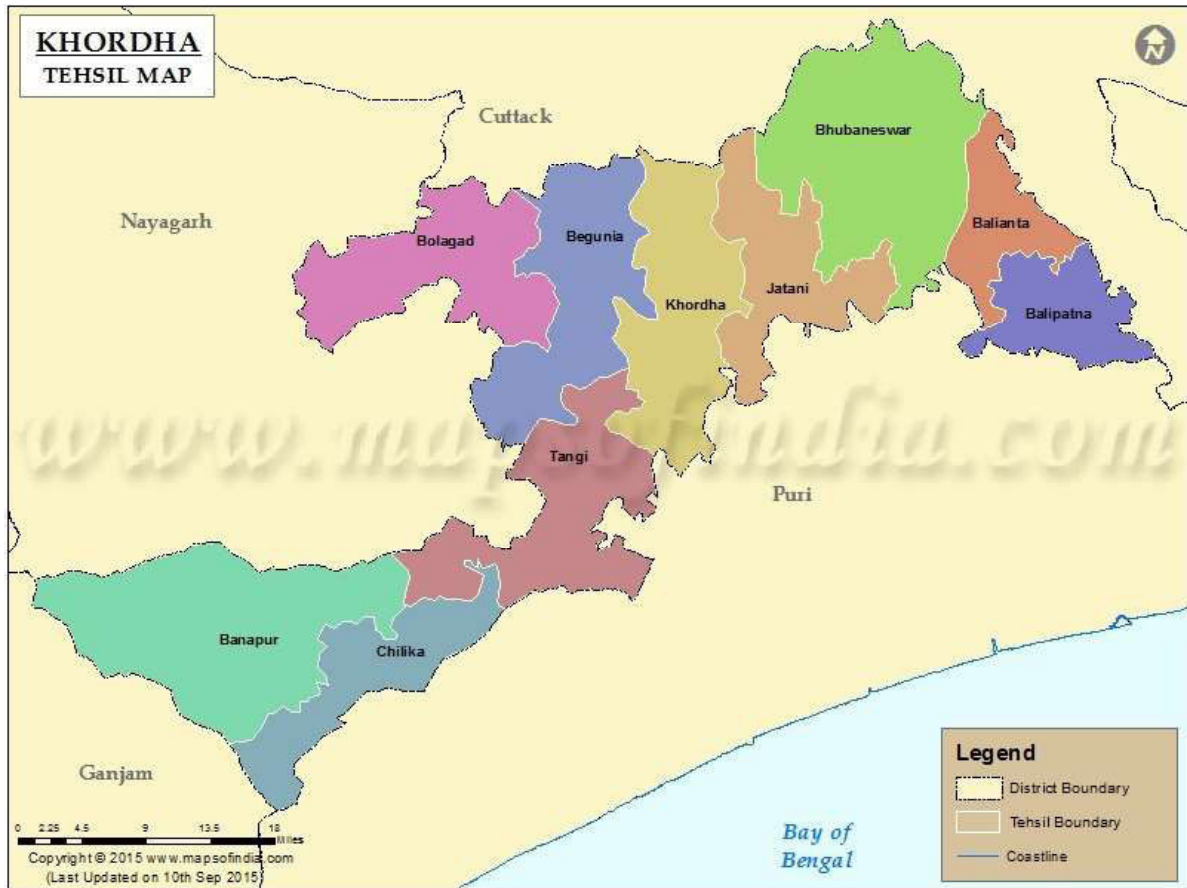 KHORDHA
TEHSIL MAP
N
Cuttack
Bhubaneswar
Nayagarh
Bolagad
Begunia
Balianta
Jatani
Khordha
Balipatna
www.mapsofindia.com
Tangi
Puri
Banapur
Chilika
Ganjam
Legend
District Boundary
Tehsil Boundary
Coastline
0 2.25 4.5 9 13.5 18
Miles
Bay of
Bengal
Copyright © 2015 www.mapsofindia.com
(Last Updated on 10th Sep 2015)